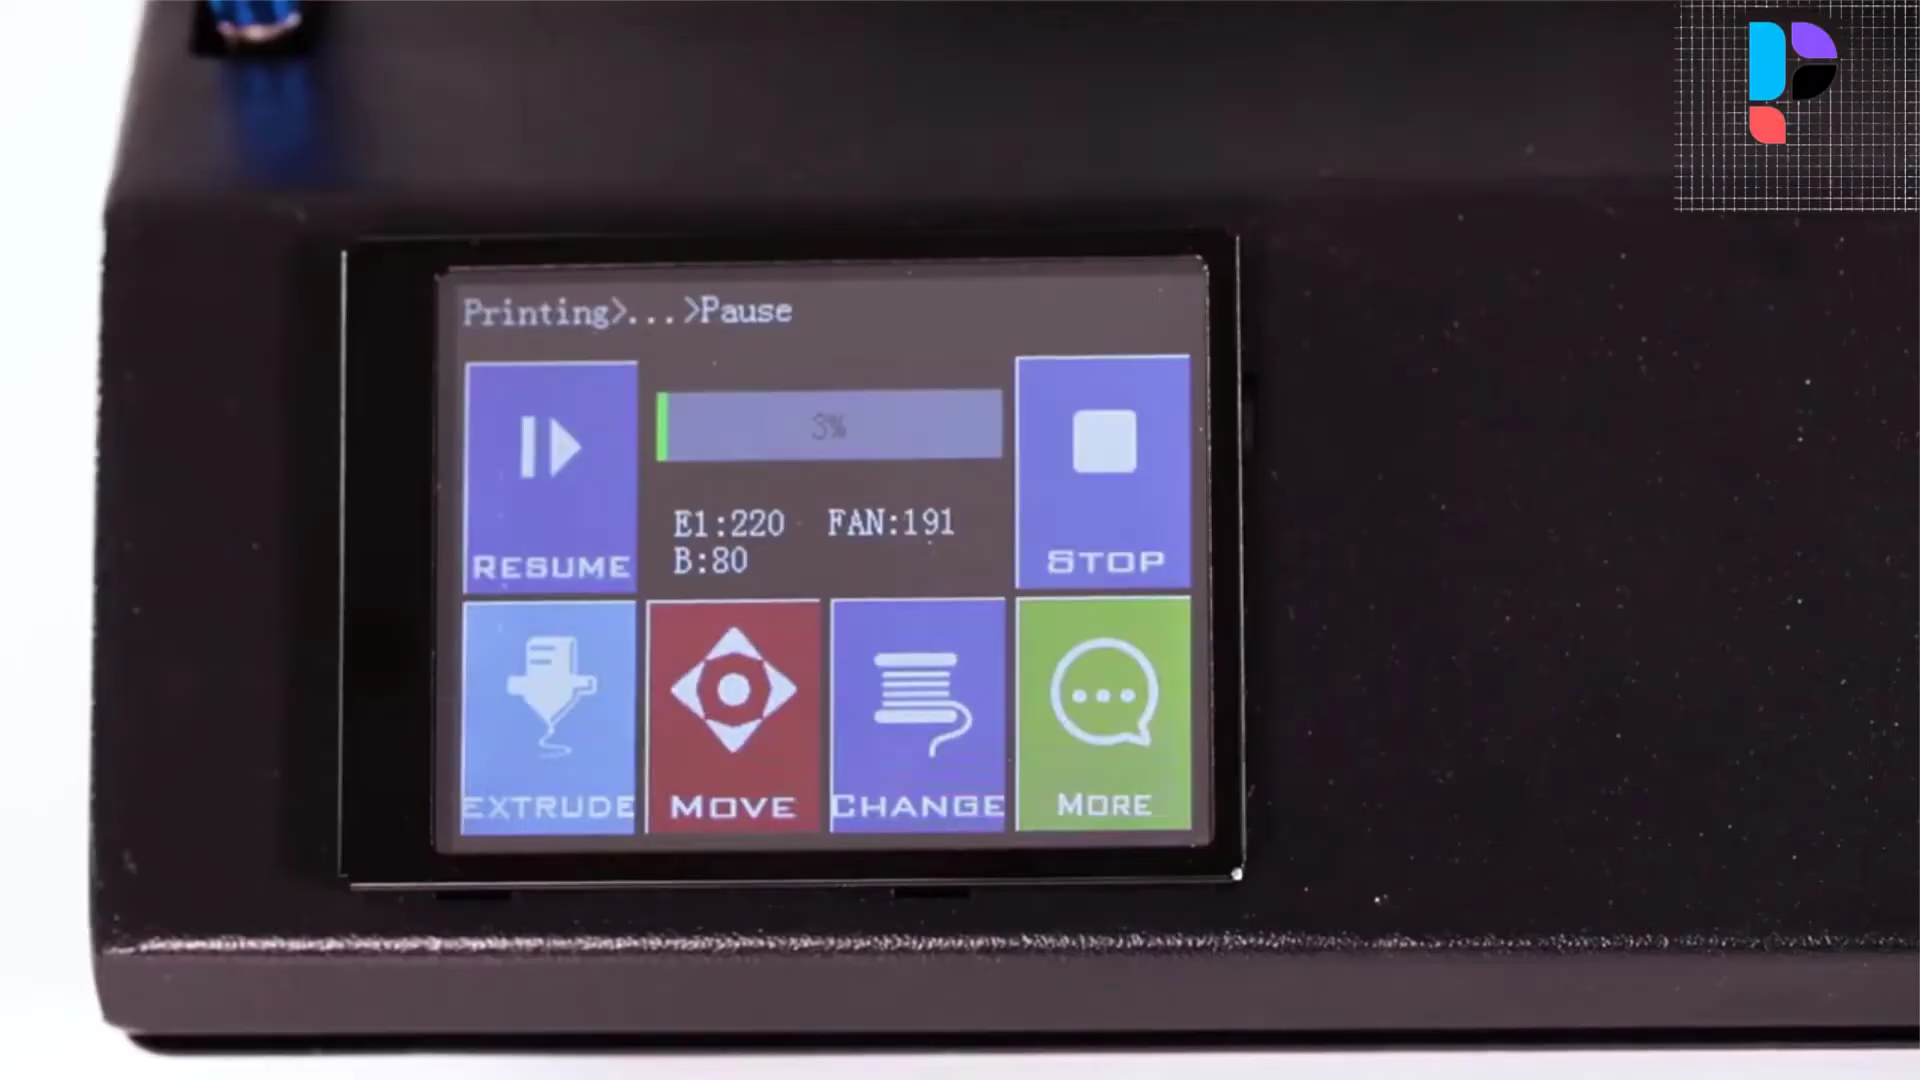 Printing>...>Pause
RESUME
3%
STOP
E1:220 FAN:191
B:80
EXTRUDE
MOVE
CHANGE
MORE